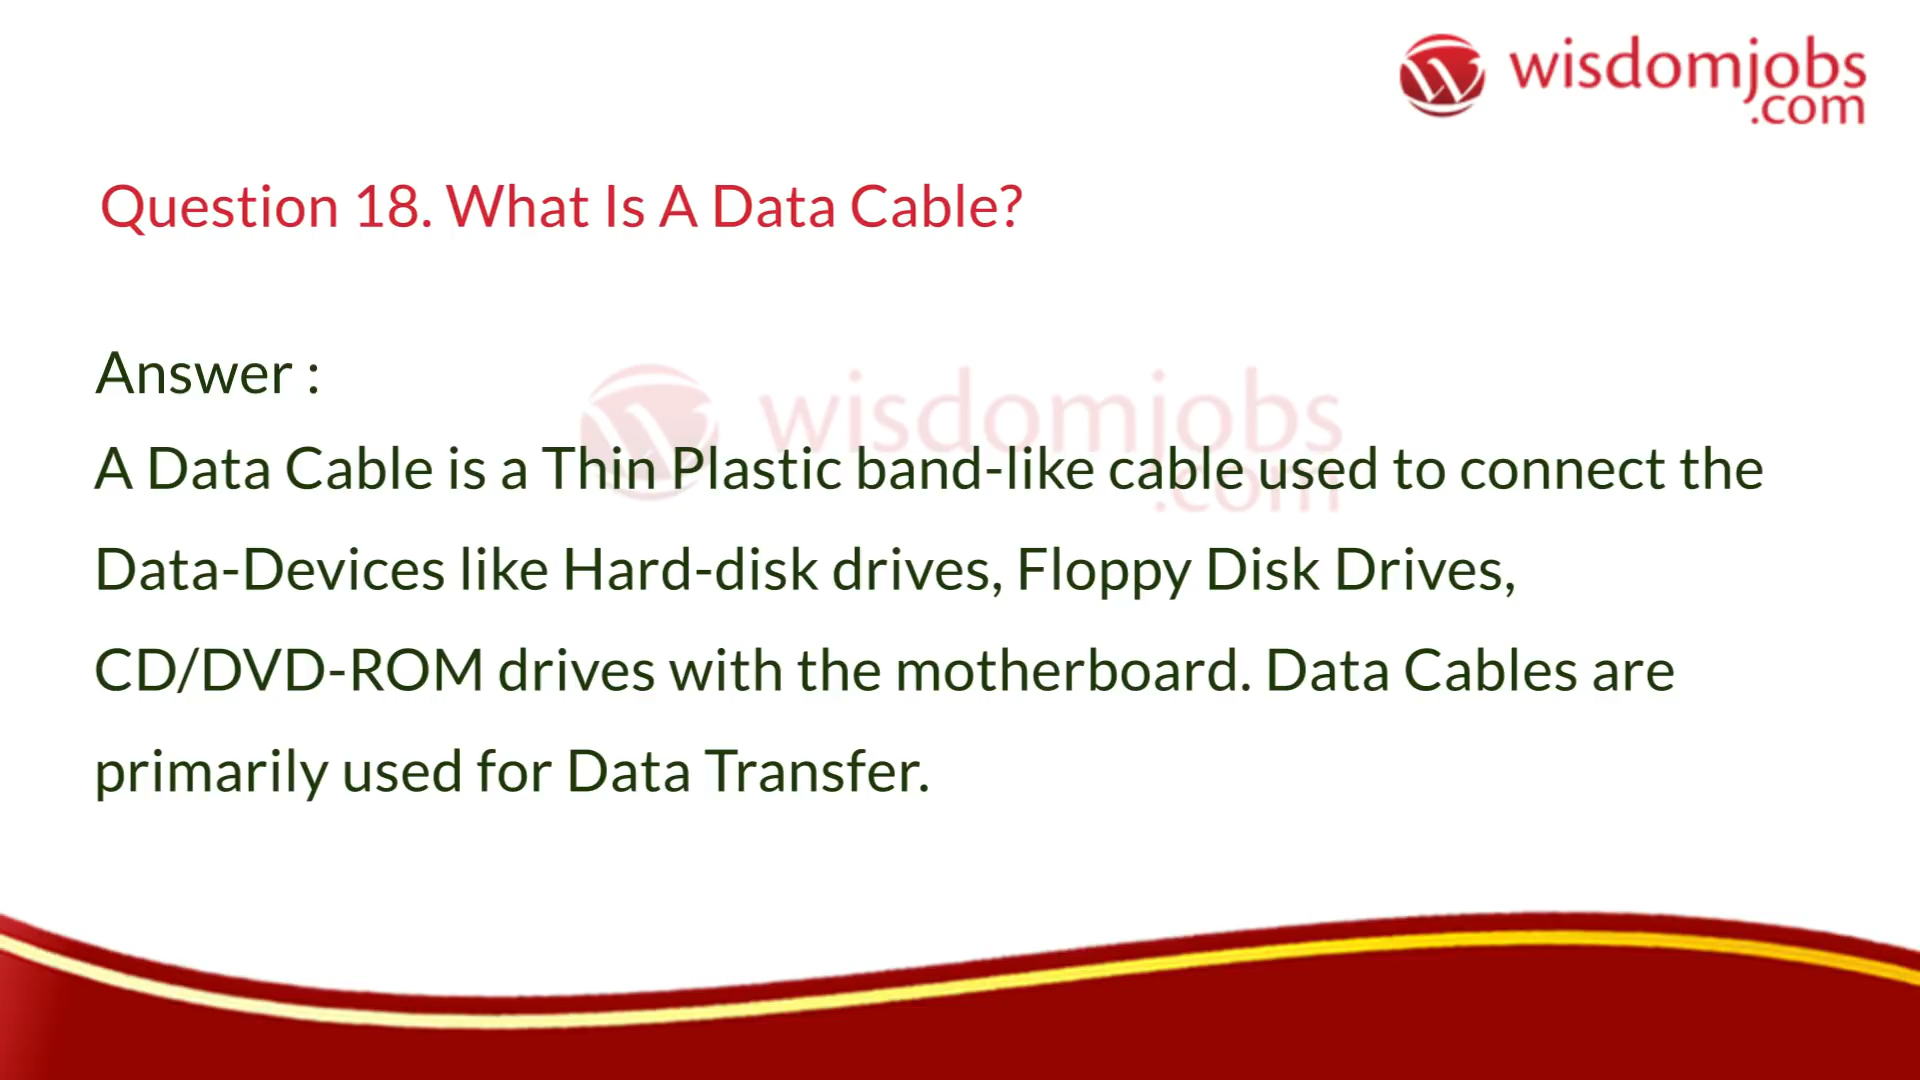 wisdomjobs
.com
Question 18. What Is A Data Cable?
Answer :
wisdomjobs
.com
A Data Cable is a Thin Plastic band-like cable used to connect the
Data-Devices like Hard-disk drives, Floppy Disk Drives,
CD/DVD-ROM drives with the motherboard. Data Cables are
primarily used for Data Transfer.